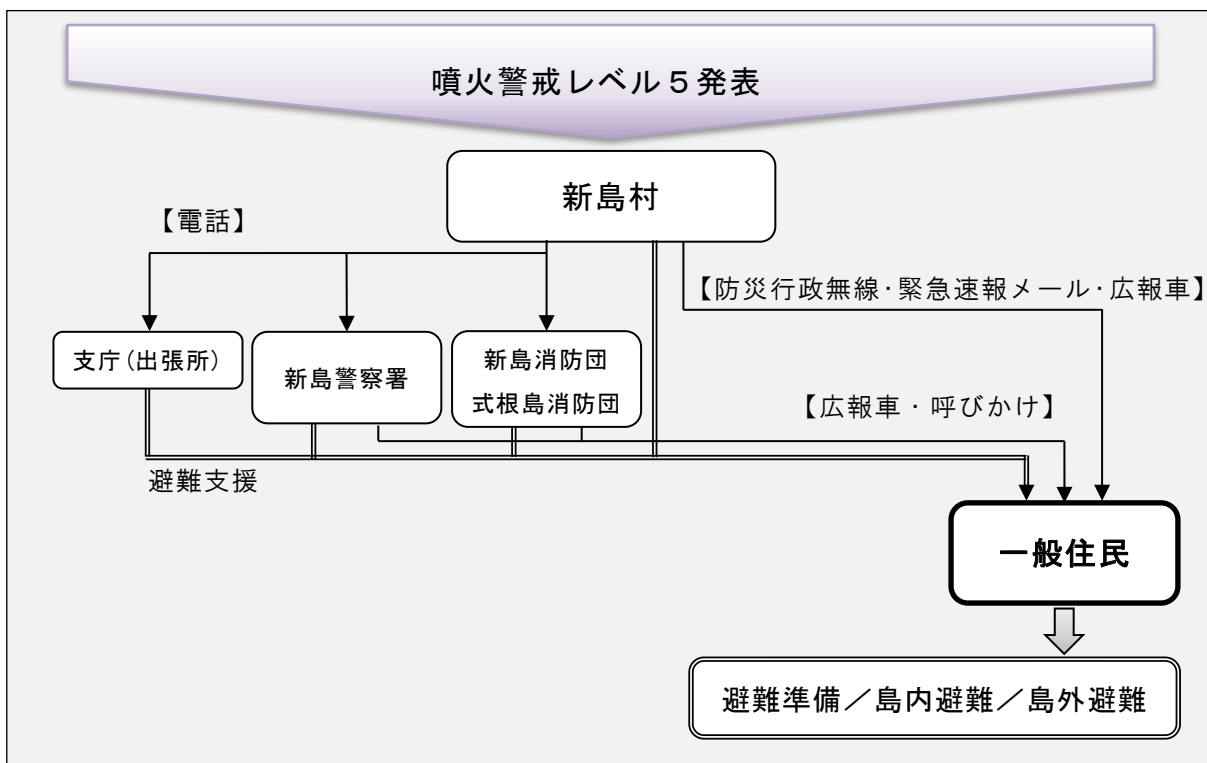 噴火警戒レベル5発表
新島村
【電話】
【防災行政無線・緊急速報メール・広報車】
支庁(出張所)
新島警察署
新島消防団
式根島消防団
【広報車・呼びかけ】
避難支援
一般住民
避難準備/島内避難/島外避難